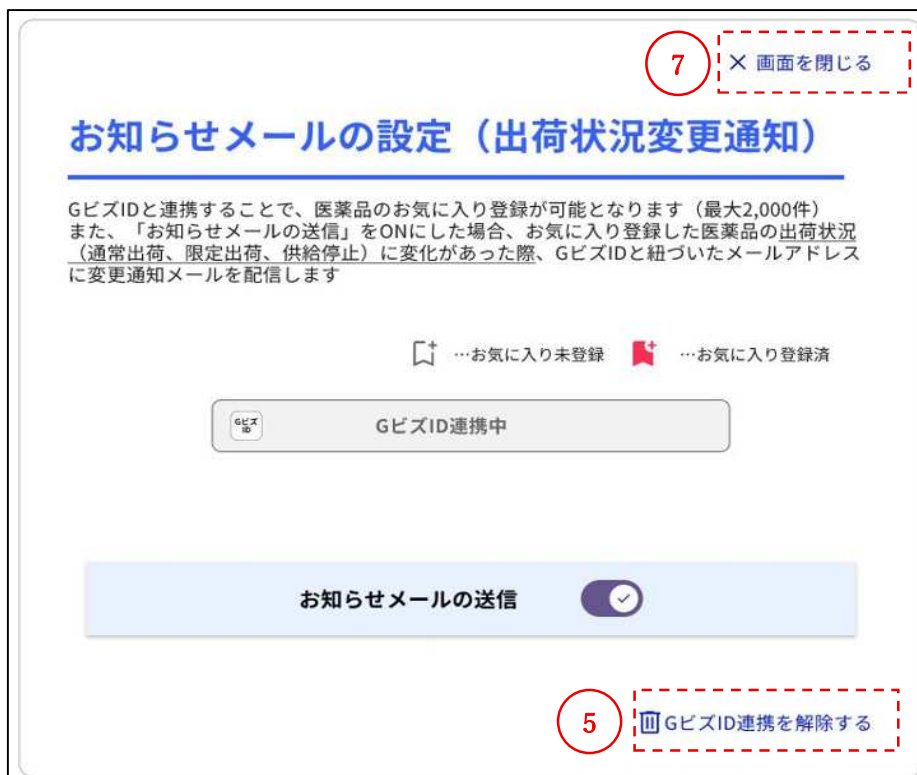 7
画面を閉じる
お知らせメールの設定（出荷状況変更通知）
GビズIDと連携することで、医薬品のお気に入り登録が可能となります（最大2,000件）
また、「お知らせメールの送信」をONにした場合、お気に入り登録した医薬品の出荷状況
（通常出荷、限定出荷、供給停止）に変化があった際、GビズIDと紐づいたメールアドレス
に変更通知メールを配信します
…お気に入り未登録 …お気に入り登録済
Gビズ
ID
GビズID連携中
お知らせメールの送信
5
GビズID連携を解除する